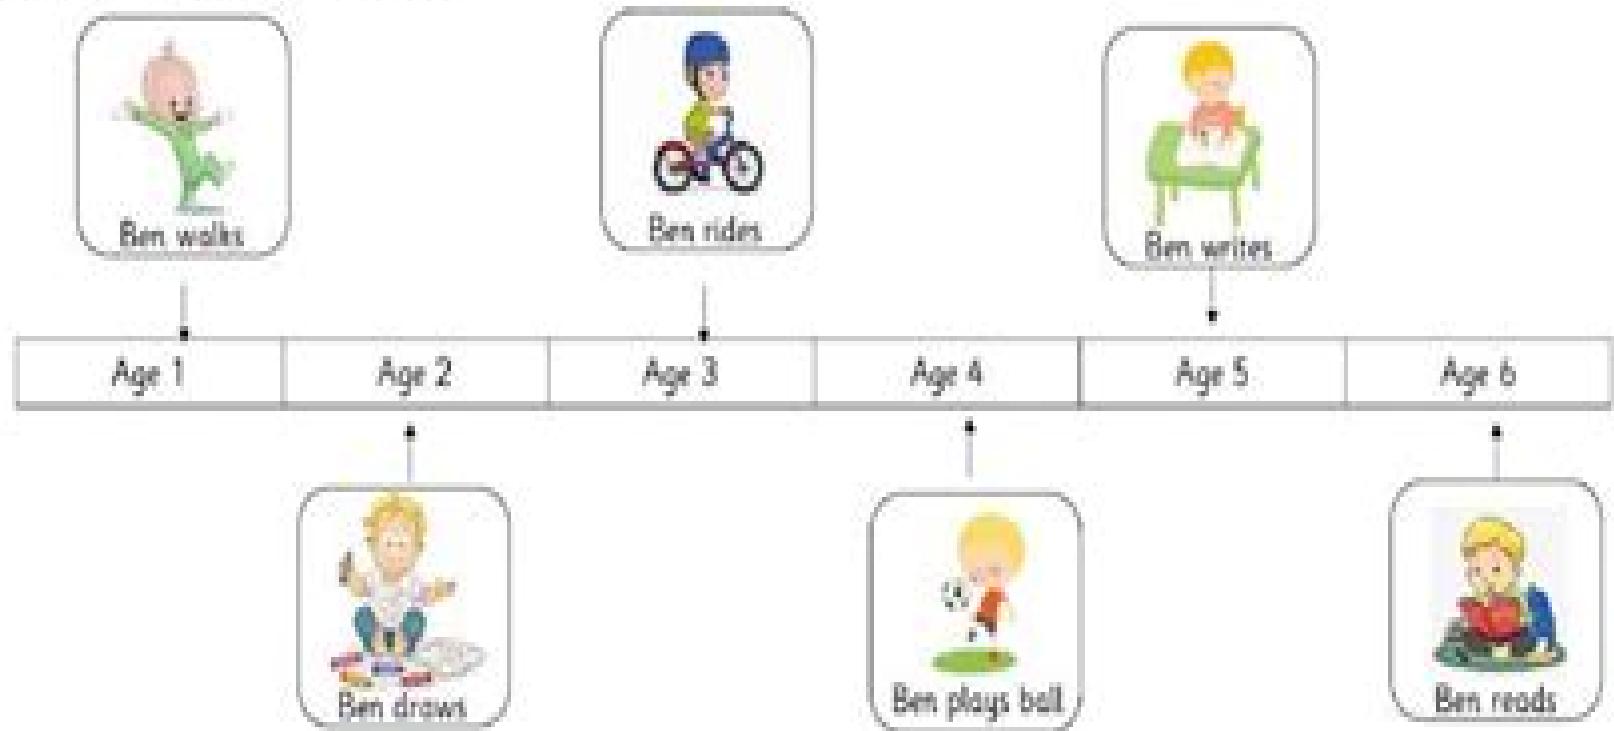 Ben walks
Ben rides
Ben writes
Age 1
Age 2
Age 3
Age 4
Age 5
Age 6
Ben draws
Ben plays ball
Ben reads